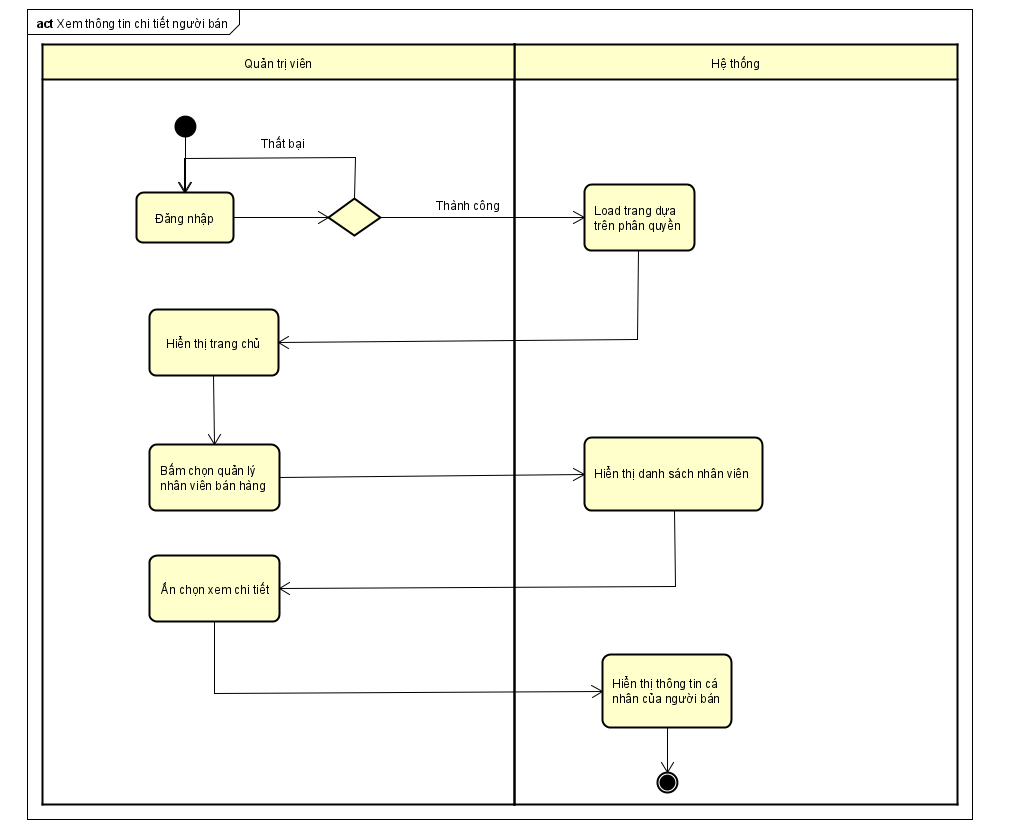 act Xem thông tin chi tiết người bán
Quản trị viên
Hệ thống
Thất bại
Đăng nhập
Thành công
Load trang dựa
trên phân quyền
Hiển thị trang chủ
Bấm chọn quản lý
nhân viên bán hàng
Hiển thị danh sách nhân viên
Ấn chọn xem chi tiết
Hiển thị thông tin cá
nhân của người bán